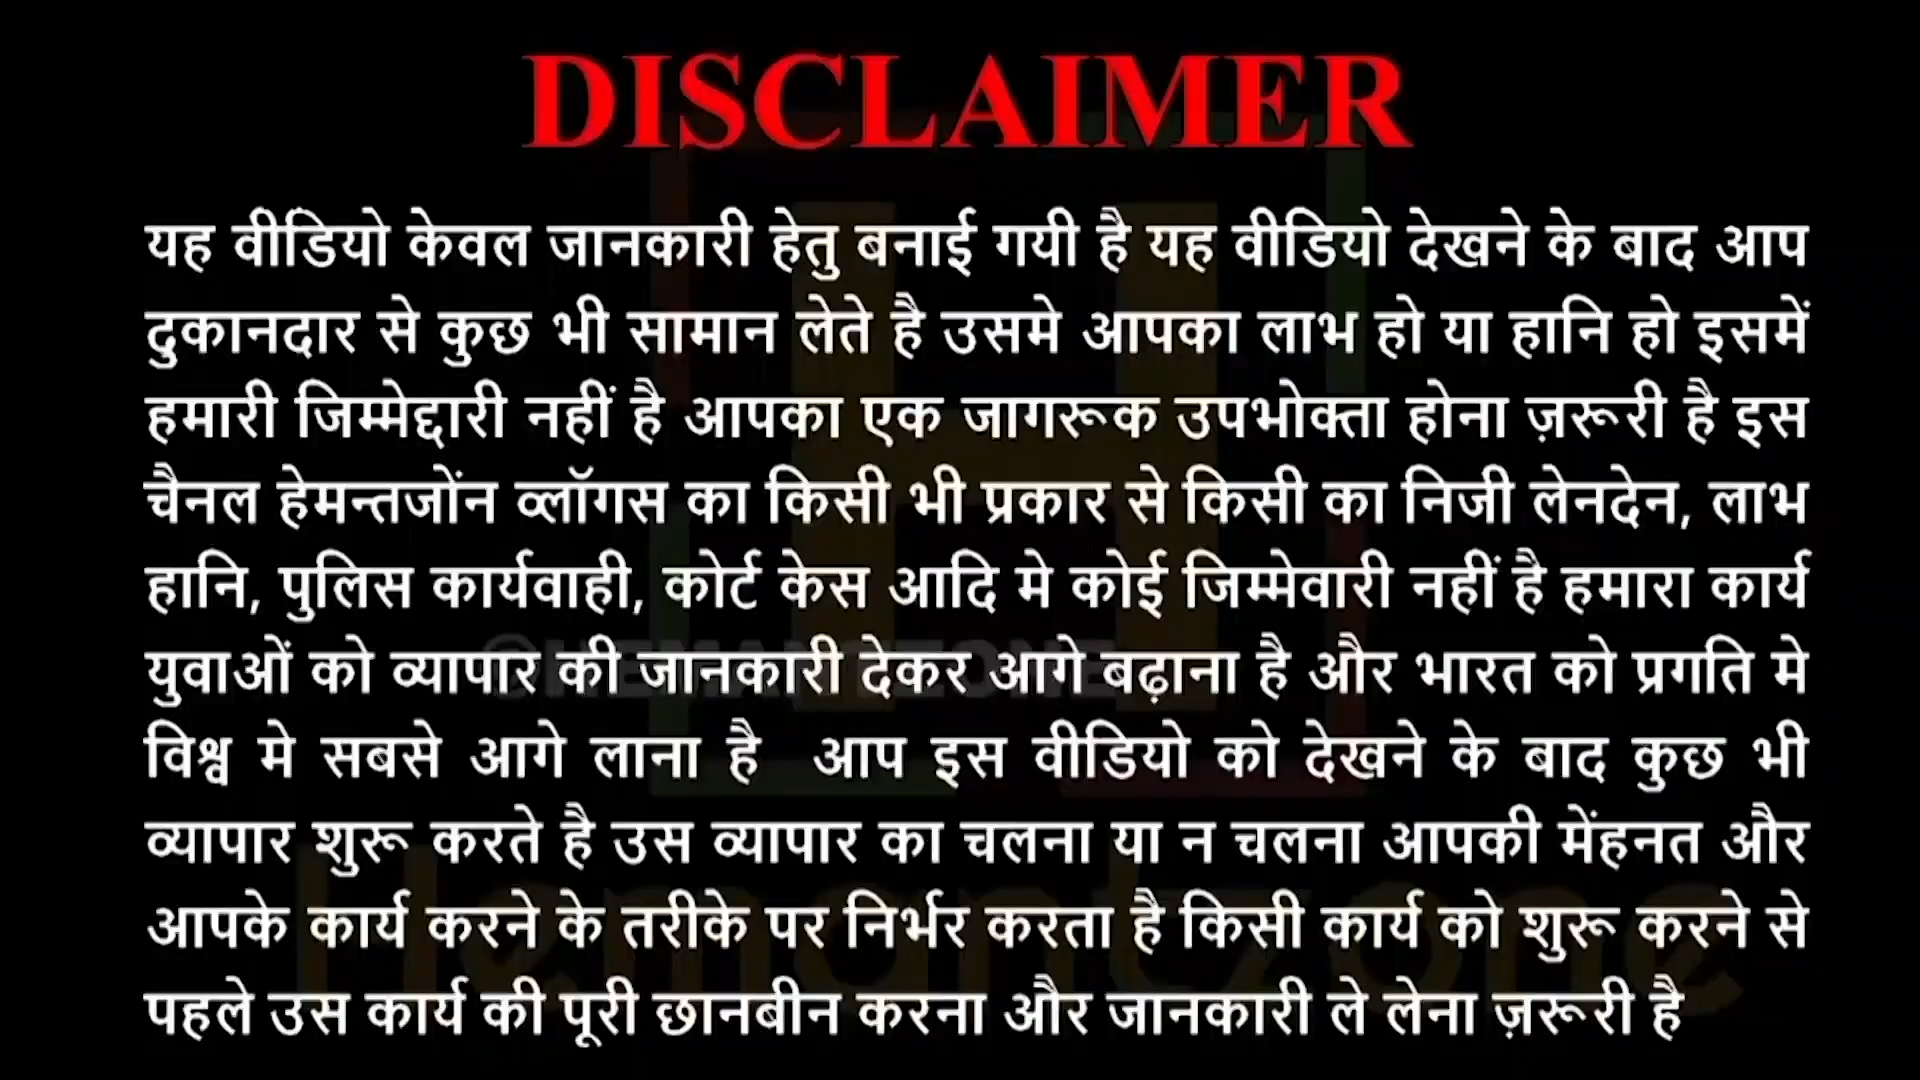 DISCLAIMER
यह वीडियो केवल जानकारी हेतु बनाई गयी है यह वीडियो देखने के बाद आप
दुकानदार से कुछ भी सामान लेते है उसमे आपका लाभ हो या हानि हो इसमें
हमारी जिम्मेद्दारी नहीं है आपका एक जागरूक उपभोक्ता होना ज़रूरी है इस
चैनल हेमन्तजोंन व्लॉगस का किसी भी प्रकार से किसी का निजी लेनदेन, लाभ
हानि, पुलिस कार्यवाही, कोर्ट केस आदि मे कोई जिम्मेवारी नहीं है हमारा कार्य
युवाओं को व्यापार की जानकारी देकर आगे बढ़ाना है और भारत को प्रगति मे
विश्व मे सबसे आगे लाना है आप इस वीडियो को देखने के बाद कुछ भी
व्यापार शुरू करते है उस व्यापार का चलना या न चलना आपकी मेंहनत और
आपके कार्य करने के तरीके पर निर्भर करता है किसी कार्य को शुरू करने से
पहले उस कार्य की पूरी छानबीन करना और जानकारी ले लेना ज़रूरी है
@HEMANTZONE
Hemantzone